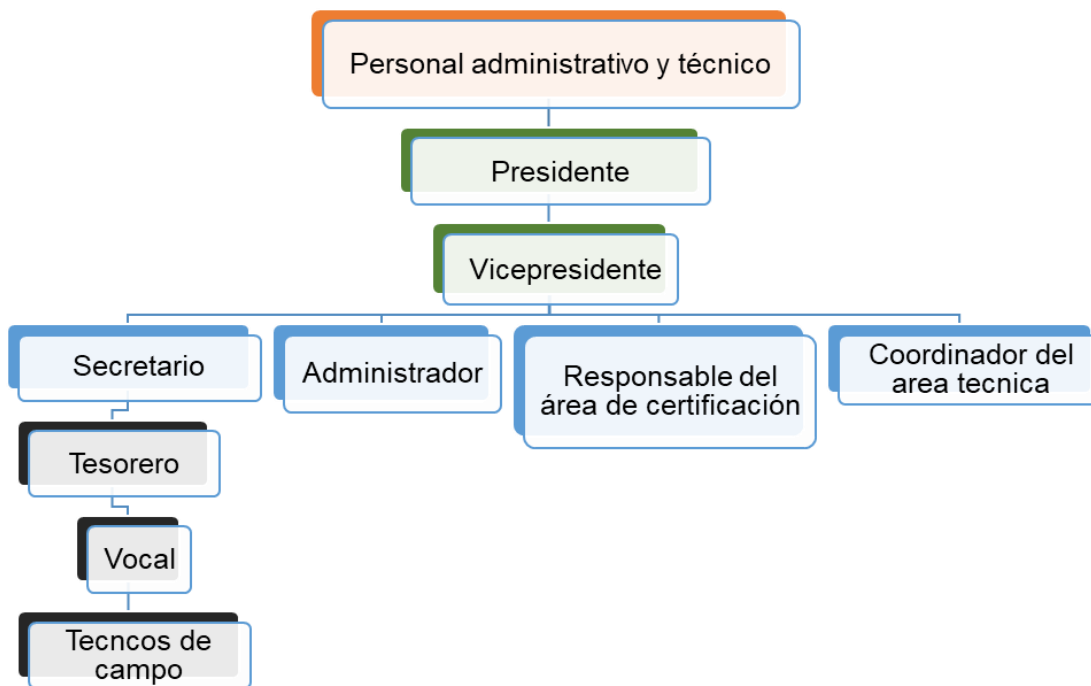 Personal administrativo y técnico
Presidente
Vicepresidente
Secretario
Administrador
Responsable del
área de certificación
Coordinador del
area tecnica
Tesorero
Vocal
Tecncos de
campo